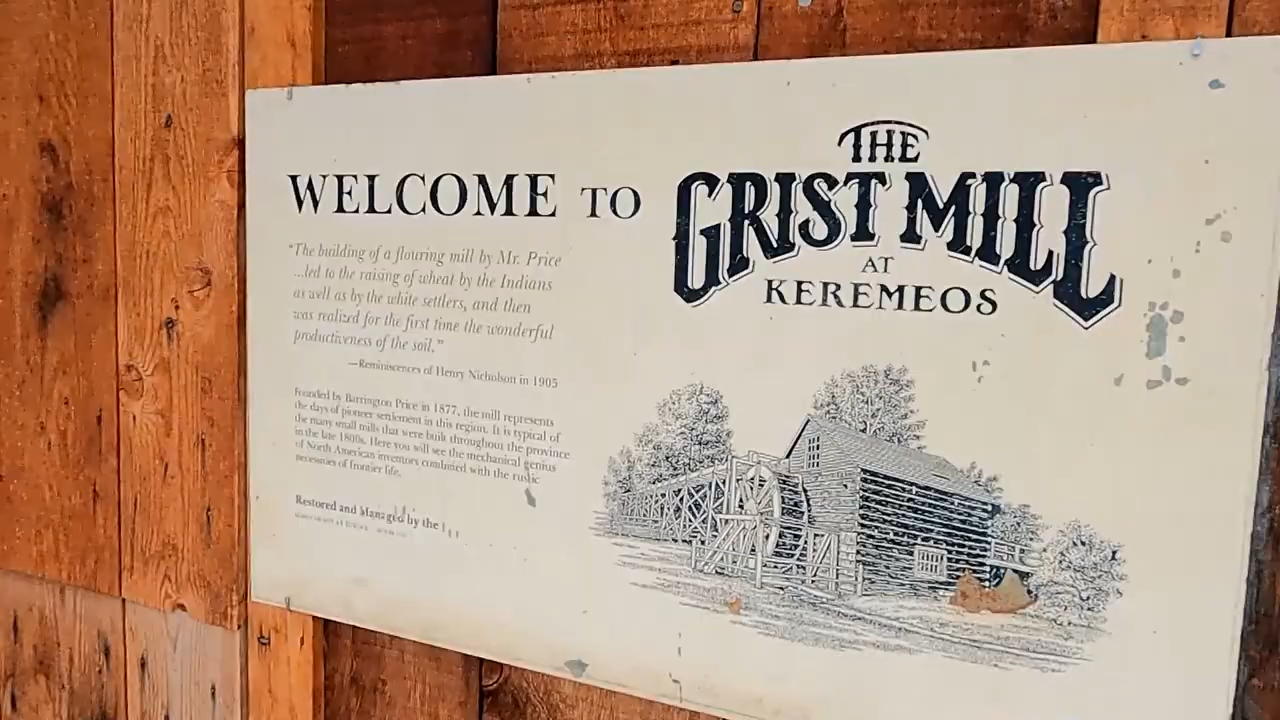 WELCOME TO
THE
GRIST MILL
AT
KEREMEOS
"The building of a flouring mill by Mr. Price
...led to the raising of wheat by the Indians
as well as by the white settlers, and then
was realized for the first time the wonderful
productiveness of the soil."
—Reminiscences of Henry Nicholson in 1905
Founded by Barrington Price in 1877, the mill represents
the days of pioneer settlement in this region. It is typical of
the many small mills that were built throughout the province
in the late 1800s. Here you will see the mechanical genius
of North American inventors combined with the rustic
necessities of frontier life.
Restored and Managed by the